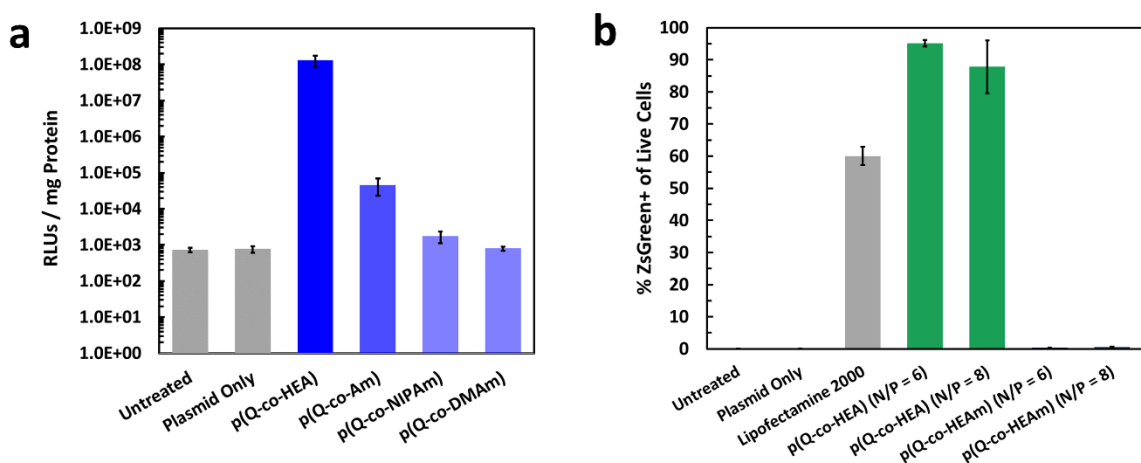 a
RLUs / mg Protein
1.0E+09
1.0E+08
1.0E+07
1.0E+06
1.0E+05
1.0E+04
1.0E+03
1.0E+02
1.0E+01
1.0E+00
Untreated
Plasmid Only
p(Q-co-HEA)
p(Q-co-Am)
p(Q-co-NIPAm)
p(Q-co-DMAm)
b
% ZsGreen+ of Live Cells
100
90
80
70
60
50
40
30
20
10
0
Untreated
Plasmid Only
Lipofectamine 2000
p(Q-co-HEA) (N/P = 6)
p(Q-co-HEA) (N/P = 8)
p(Q-co-HEAm) (N/P = 6)
p(Q-co-HEAm) (N/P = 8)